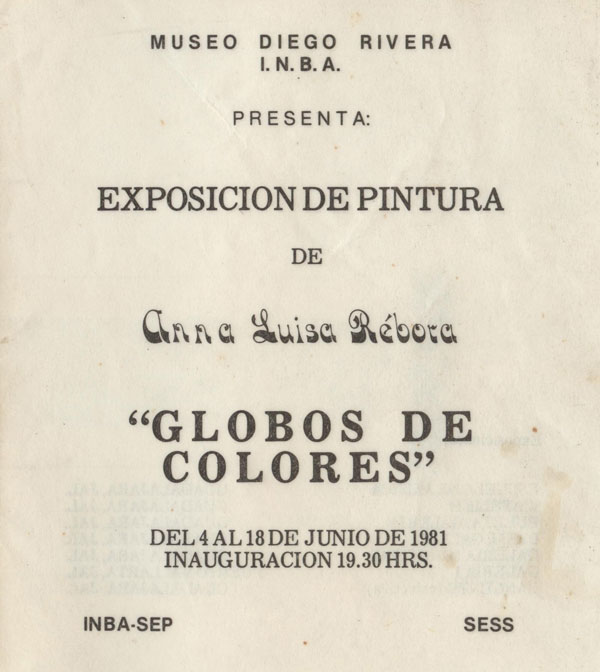 MUSEO DIEGO RIVERA
I.N.B.A.
PRESENTA:
EXPOSICION DE PINTURA
DE
Anna Luisa Rébora
“GLOBOS DE
COLORES”
DEL 4 AL 18 DE JUNIO DE 1981
INAUGURACION 19.30 HRS.
INBA-SEP
SESS